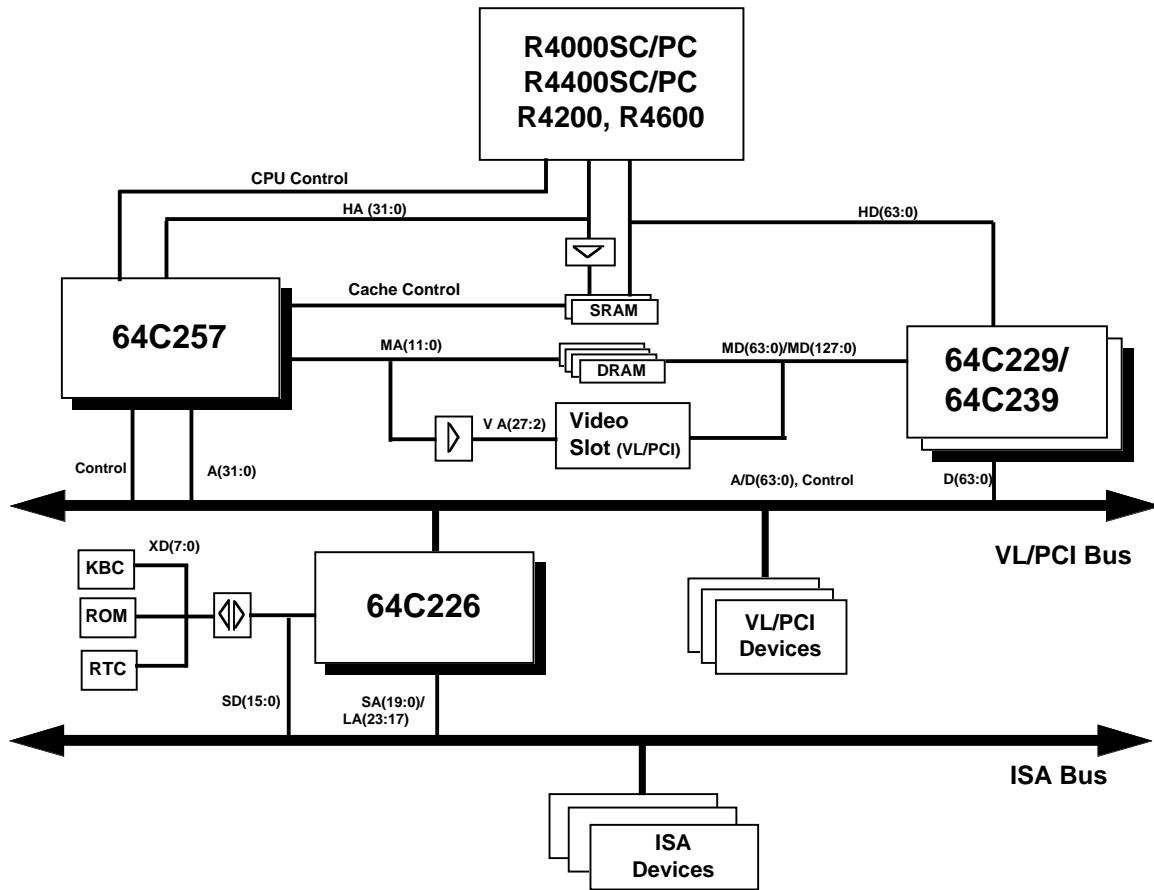 R4000SC/PC
R4400SC/PC
R4200, R4600
CPU Control
HA (31:0)
HD(63:0)
Cache Control
SRAM
64C257
MA(11:0)
DRAM
MD(63:0)/MD(127:0)
64C229/
64C239
V A(27:2)
Video
Slot (VL/PCI)
Control
A(31:0)
A/D(63:0), Control
D(63:0)
VL/PCI Bus
XD(7:0)
KBC
ROM
RTC
64C226
VL/PCI
Devices
SD(15:0)
SA(19:0)/
LA(23:17)
ISA Bus
ISA
Devices